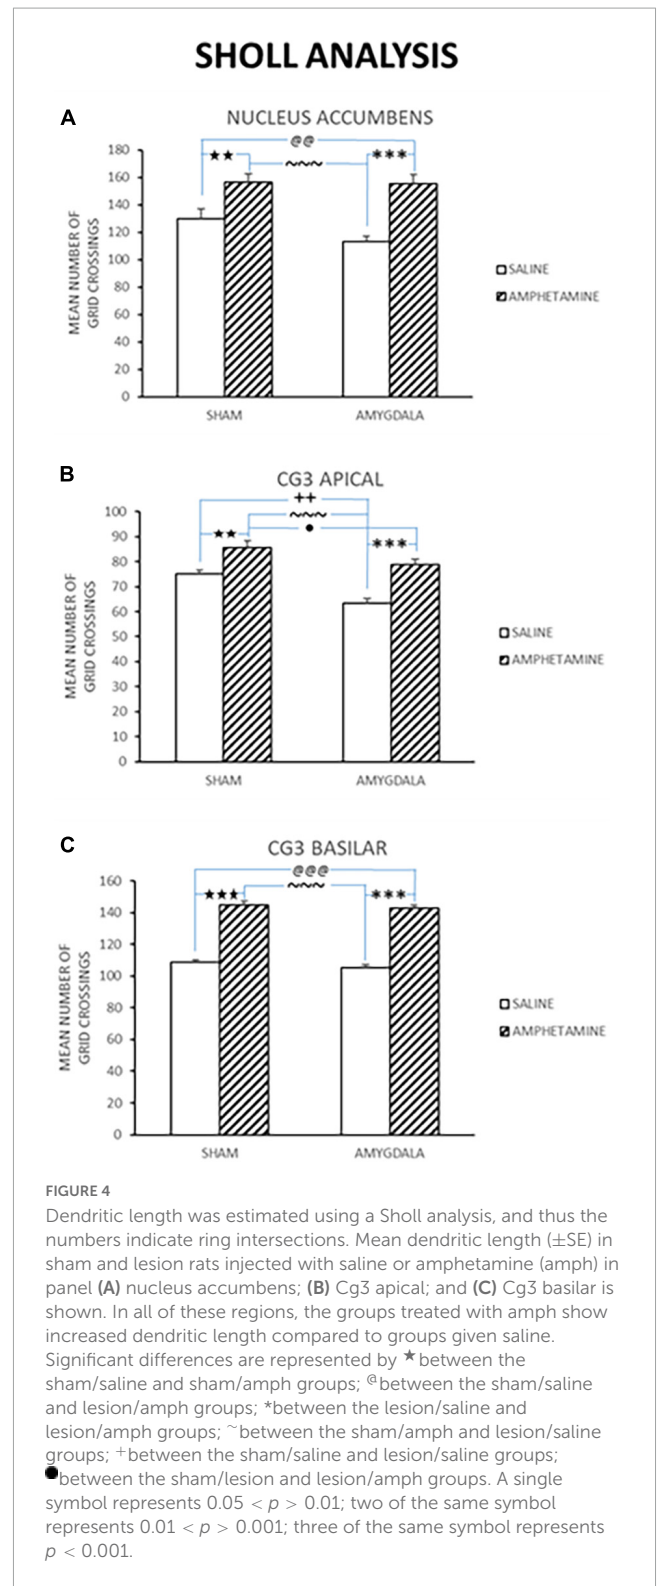 SHOLL ANALYSIS
A
NUCLEUS ACCUMBENS
@@
★★
~~~
***
180
160
140
120
100
80
60
40
20
0
MEAN NUMBER OF
GRID CROSSINGS
SALINE
AMPHETAMINE
SHAM
AMYGDALA
B
CG3 APICAL
++
~~~
●
★★
***
100
90
80
70
60
50
40
30
20
10
0
MEAN NUMBER OF
GRID CROSSINGS
SALINE
AMPHETAMINE
SHAM
AMYGDALA
C
CG3 BASILAR
@@@
~~~
★★★
***
160
140
120
100
80
60
40
20
0
MEAN NUMBER OF
GRID CROSSINGS
SALINE
AMPHETAMINE
SHAM
AMYGDALA
FIGURE 4
Dendritic length was estimated using a Sholl analysis, and thus the
numbers indicate ring intersections. Mean dendritic length (±SE) in
sham and lesion rats injected with saline or amphetamine (amph) in
panel (A) nucleus accumbens; (B) Cg3 apical; and (C) Cg3 basilar is
shown. In all of these regions, the groups treated with amph show
increased dendritic length compared to groups given saline.
Significant differences are represented by ★between the
sham/saline and sham/amph groups; @between the sham/saline
and lesion/amph groups; *between the lesion/saline and
lesion/amph groups; ~between the sham/amph and lesion/saline
groups; +between the sham/saline and lesion/saline groups;
●between the sham/lesion and lesion/amph groups. A single
symbol represents 0.05 < p > 0.01; two of the same symbol
represents 0.01 < p > 0.001; three of the same symbol represents
p < 0.001.